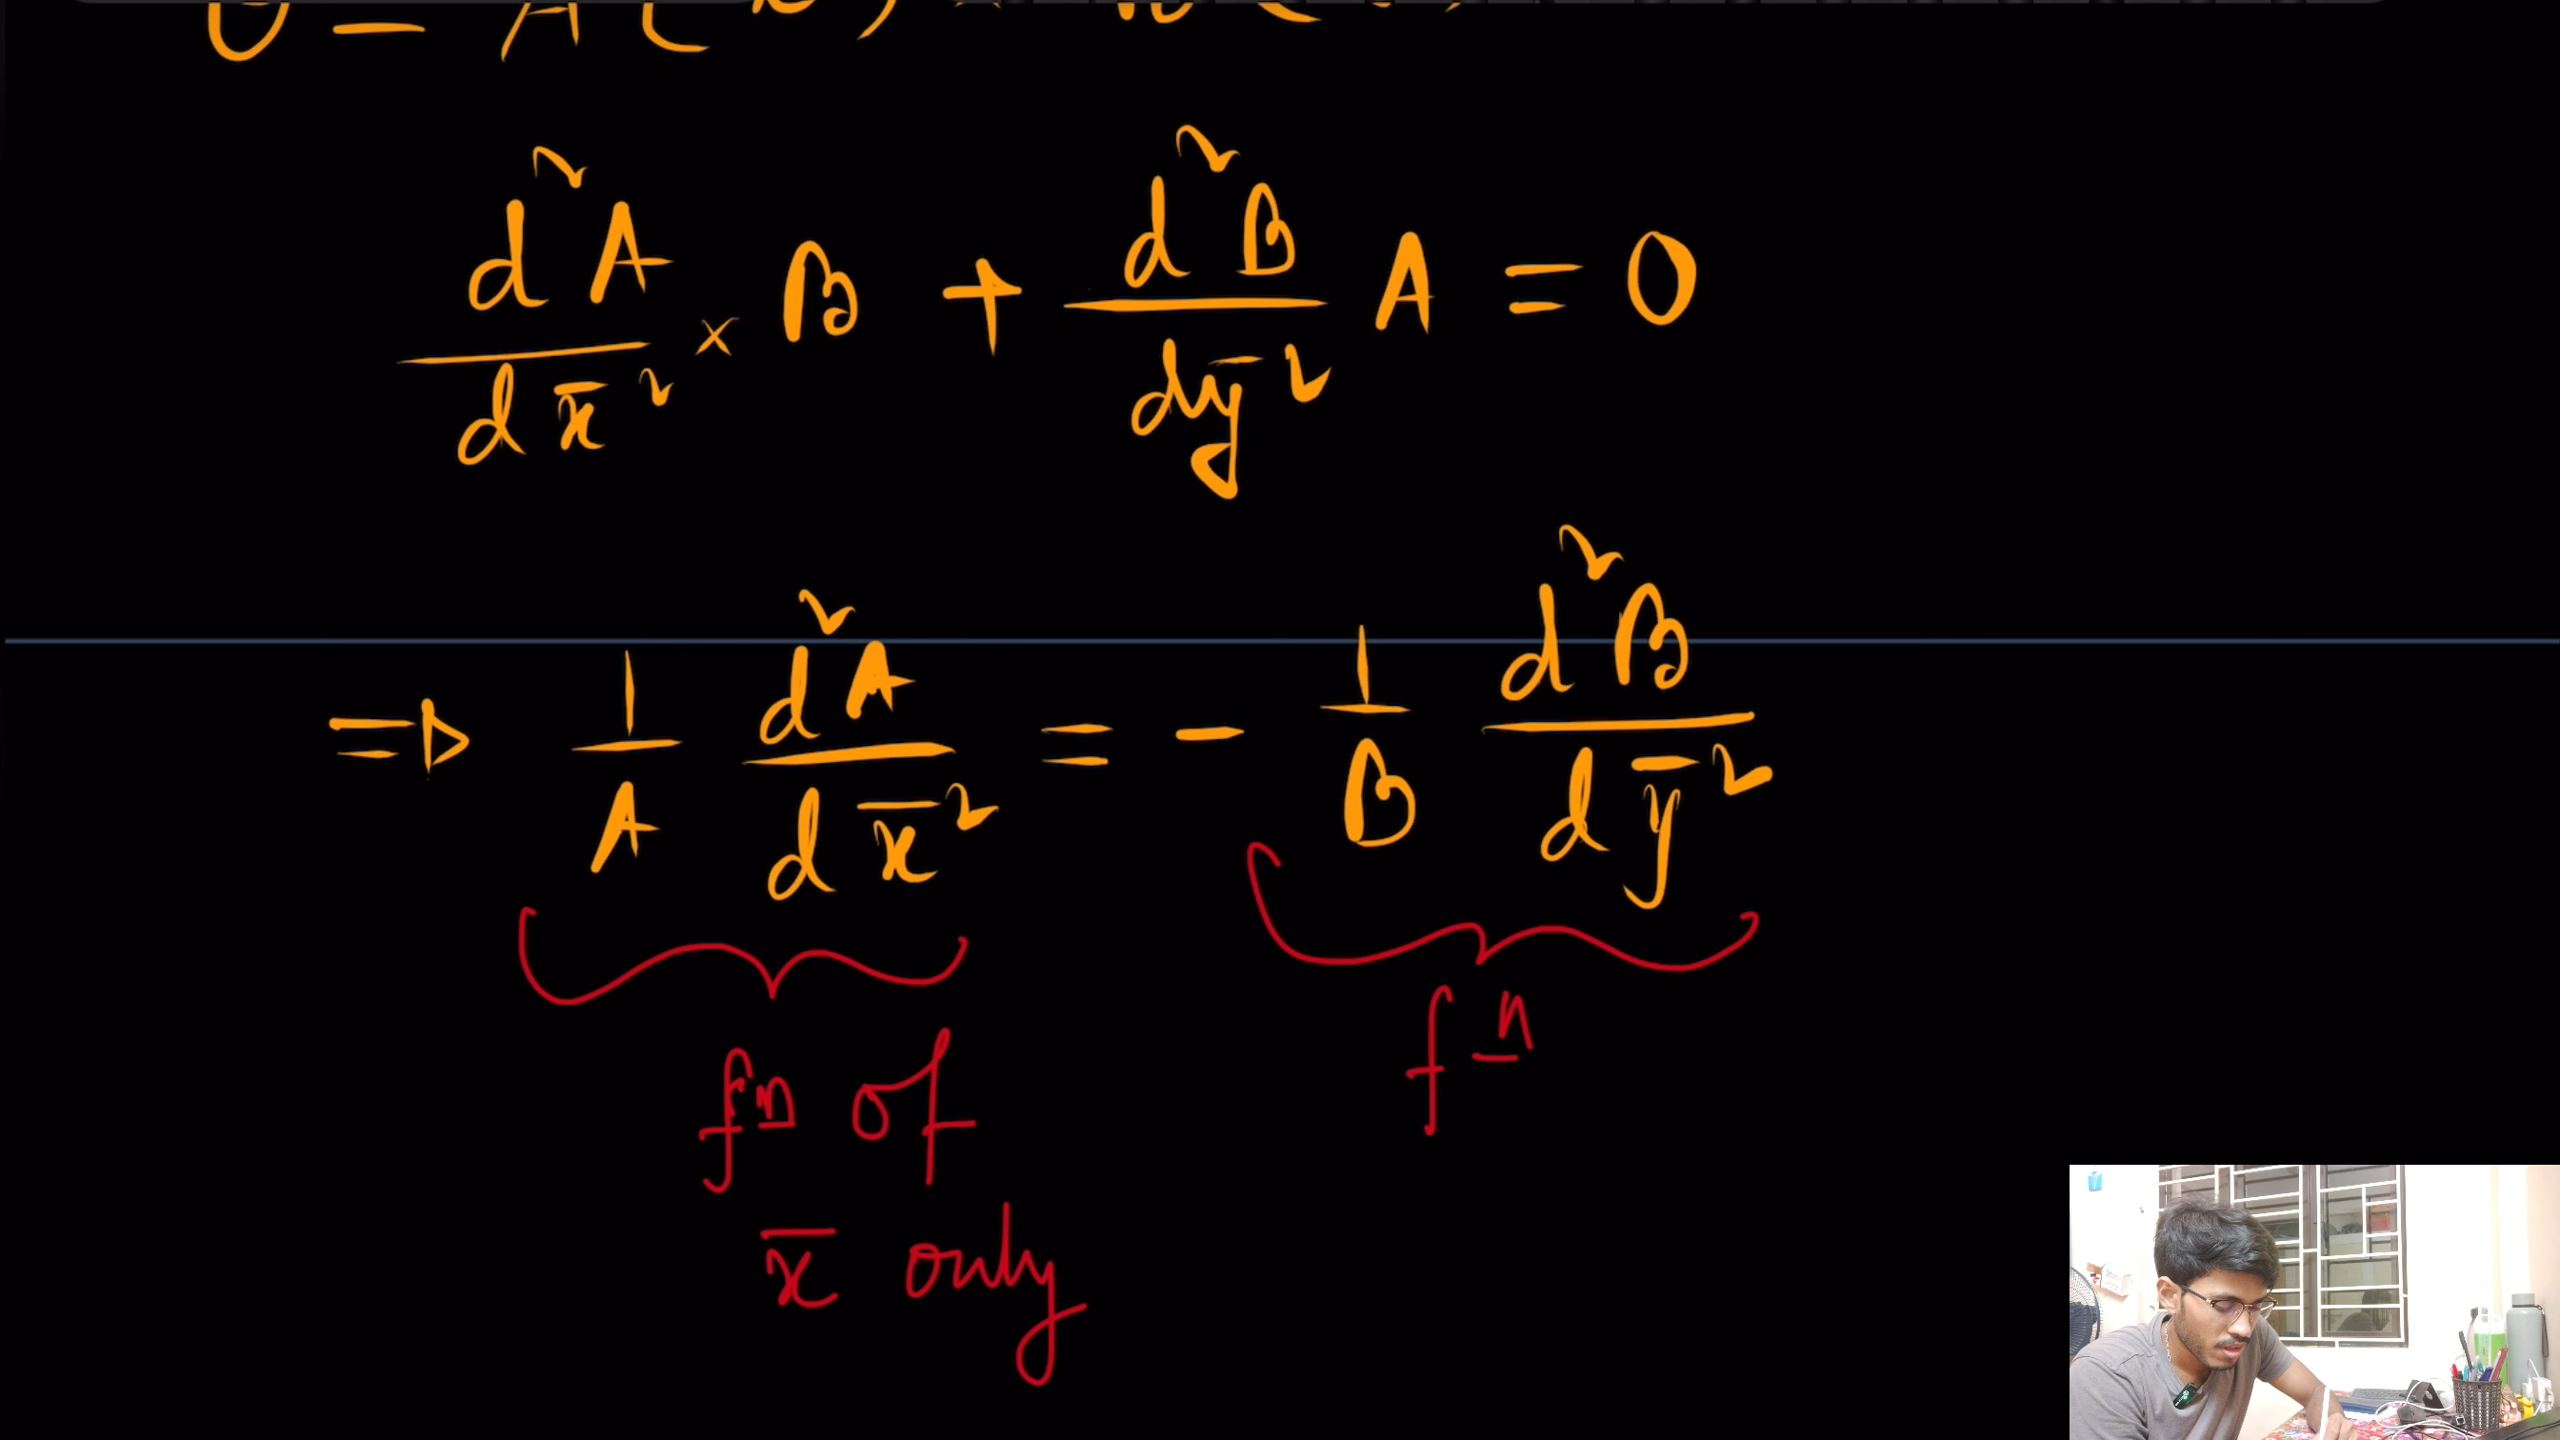 d²A/dx̄² × B + d²B/dȳ² A = 0
⇒ 1/A d²A/dx̄² = - 1/B d²B/dȳ²
fⁿ of
x̄ only
fⁿ